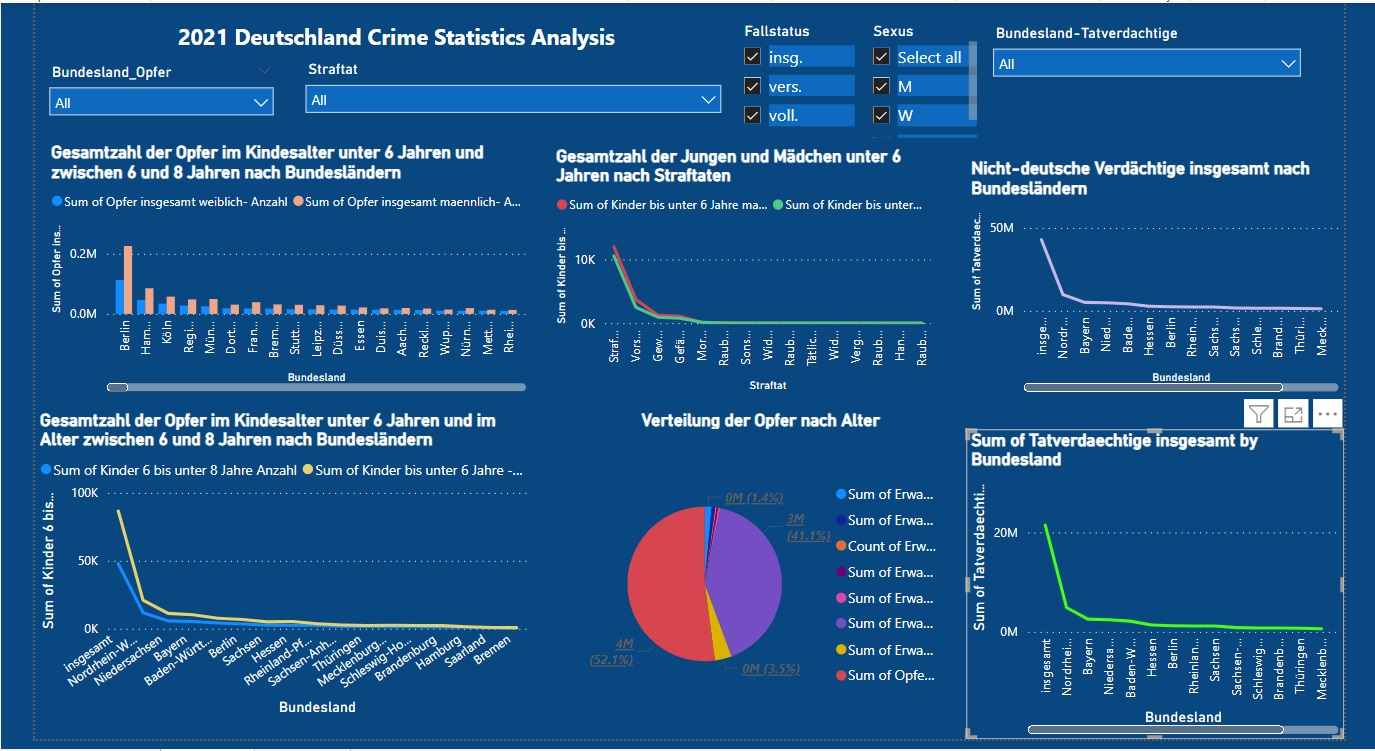 2021 Deutschland Crime Statistics Analysis
Bundesland_Opfer
All
Straftat
All
Fallstatus
insg.
vers.
voll.
Sexus
Select all
M
W
Bundesland-Tatverdachtige
All
Gesamtzahl der Opfer im Kindesalter unter 6 Jahren und
zwischen 6 und 8 Jahren nach Bundesländern
Sum of Opfer insgesamt weiblich- Anzahl
Sum of Opfer insgesamt maennlich- A...
Sum of Opfer ins...
0.2M
0.0M
Berlin
Han...
Köln
Regi...
Mün...
Dort...
Fran...
Brem...
Stutt...
Leipz...
Düss...
Essen
Duis...
Aach...
Reckl...
Wup...
Nürn...
Mett...
Rhei...
Bundesland
Gesamtzahl der Jungen und Mädchen unter 6
Jahren nach Straftaten
Sum of Kinder bis unter 6 Jahre ma...
Sum of Kinder bis unter...
Sum of Kinder bis ...
10K
0K
Straf...
Vors...
Gew...
Gefä...
Mor...
Raub...
Sons...
Wid...
Raub...
Tätlic...
Wid...
Verg...
Raub...
Han...
Raub...
Straftat
Nicht-deutsche Verdächtige insgesamt nach
Bundesländern
Sum of Tatverdaec...
50M
0M
insge...
Nordr...
Bayern
Nied...
Bade...
Hessen
Berlin
Rhein...
Sachs...
Sachs...
Schle...
Brand...
Thüri...
Meck...
Bundesland
Gesamtzahl der Opfer im Kindesalter unter 6 Jahren und im
Alter zwischen 6 und 8 Jahren nach Bundesländern
Sum of Kinder 6 bis unter 8 Jahre Anzahl
Sum of Kinder bis unter 6 Jahre -...
Sum of Kinder 6 bis...
100K
50K
0K
insgesamt
Nordrhein-W...
Niedersachsen
Bayern
Baden-Württ...
Berlin
Sachsen
Hessen
Rheinland-Pf...
Sachsen-Anh...
Thüringen
Mecklenburg-...
Schleswig-Ho...
Brandenburg
Hamburg
Saarland
Bremen
Bundesland
Verteilung der Opfer nach Alter
0M (1.4%)
3M
(41.1%)
0M (3.5%)
4M
(52.1%)
Sum of Erwa...
Sum of Erwa...
Count of Erw...
Sum of Erwa...
Sum of Erwa...
Sum of Erwa...
Sum of Erwa...
Sum of Opfe...
Sum of Tatverdaechtige insgesamt by
Bundesland
Sum of Tatverdaechti...
20M
0M
insgesamt
Nordrhei...
Bayern
Niedersa...
Baden-W...
Hessen
Berlin
Rheinlan...
Sachsen
Sachsen-...
Schleswig...
Brandenb...
Thüringen
Mecklenb...
Bundesland